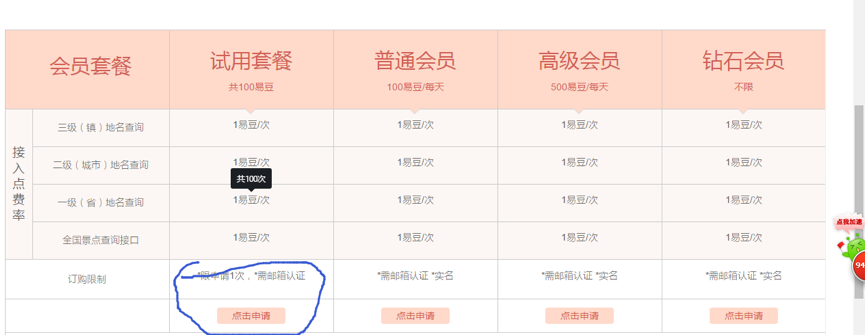 会员套餐 试用套餐 普通会员 高级会员 钻石会员
共100易豆 100易豆/每天 500易豆/每天 不限
接入点费率
三级（镇）地名查询 1易豆/次 1易豆/次 1易豆/次 1易豆/次
二级（城市）地名查询 1易豆/次 1易豆/次 1易豆/次 1易豆/次
共100次
一级（省）地名查询 1易豆/次 1易豆/次 1易豆/次 1易豆/次
全国景点查询接口 1易豆/次 1易豆/次 1易豆/次 1易豆/次
订购限制 *限申请1次，*需邮箱认证 *需邮箱认证 *实名 *需邮箱认证 *实名 *需邮箱认证 *实名
点击申请 点击申请 点击申请 点击申请
点我加速
94